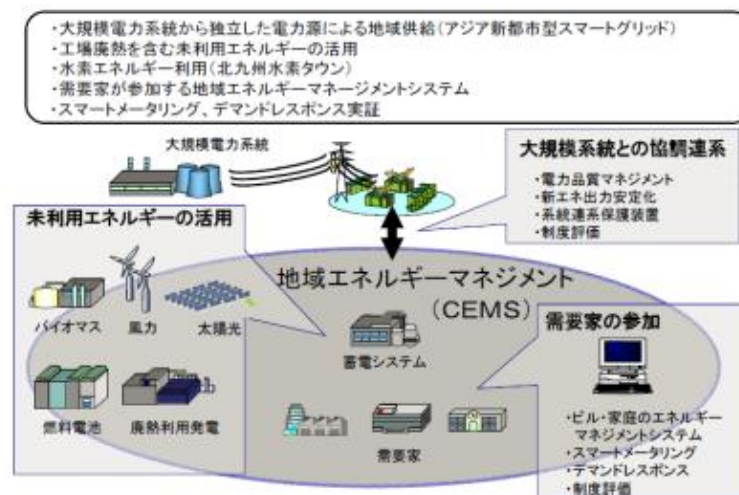 ・大規模電力系統から独立した電力源による地域供給(アジア新都市型スマートグリッド)
・工場廃熱を含む未利用エネルギーの活用
・水素エネルギー利用(北九州水素タウン)
・需要家が参加する地域エネルギーマネージメントシステム
・スマートメータリング、デマンドレスポンス実証
大規模電力系統
大規模系統との協調連系
・電力品質マネジメント
・新エネ出力安定化
・系統連系保護装置
・制度評価
未利用エネルギーの活用
バイオマス
風力
太陽光
燃料電池
廃熱利用発電
地域エネルギーマネジメント
(CEMS)
蓄電システム
需要家
需要家の参加
・ビル・家庭のエネルギー
マネジメントシステム
・スマートメータリング
・デマンドレスポンス
・制度評価